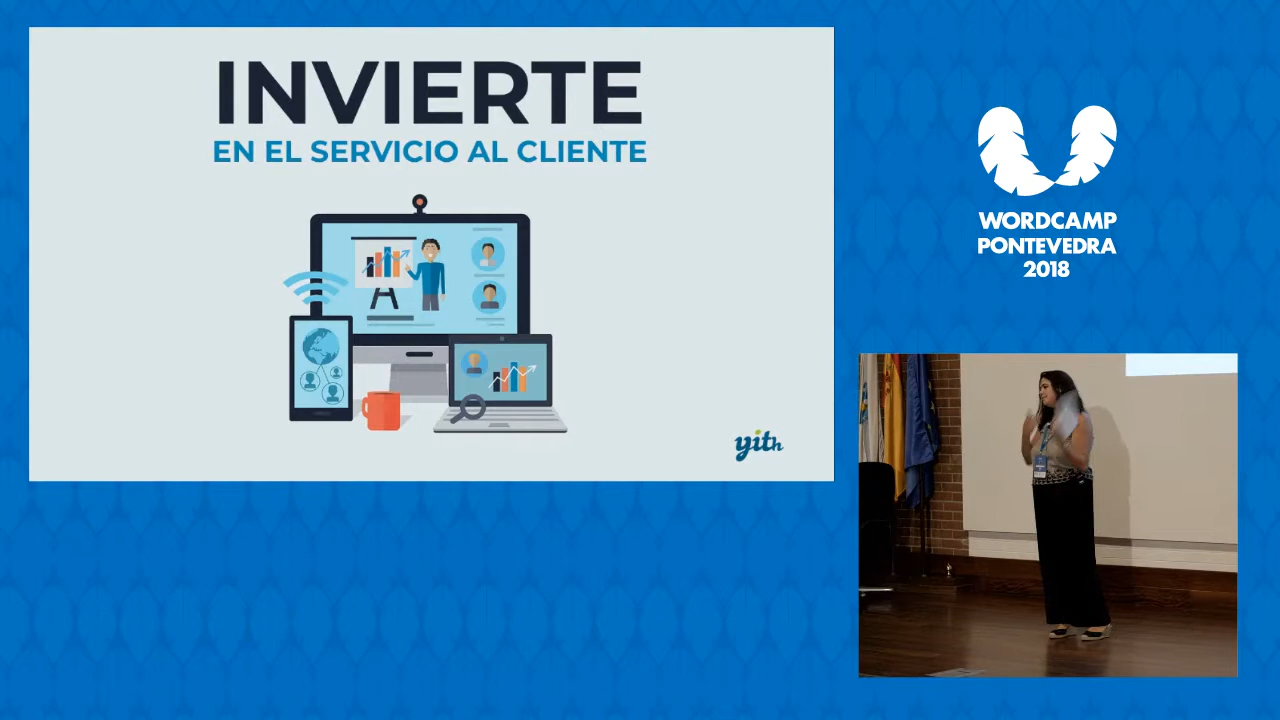 INVIERTE
EN EL SERVICIO AL CLIENTE
yith
WORDCAMP
PONTEVEDRA
2018